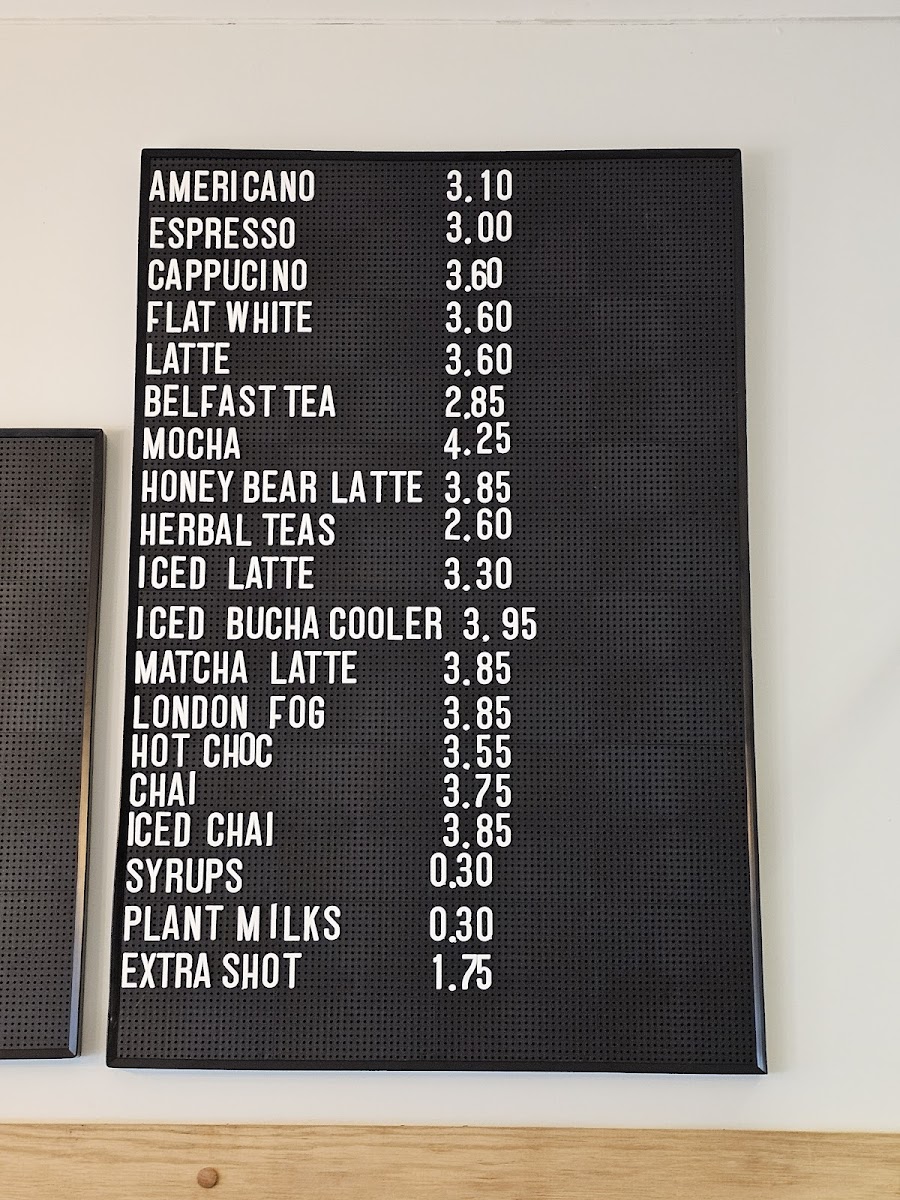 AMERICANO 3.10
ESPRESSO 3.00
CAPPUCINO 3.60
FLAT WHITE 3.60
LATTE 3.60
BELFAST TEA 2.85
MOCHA 4.25
HONEY BEAR LATTE 3.85
HERBAL TEAS 2.60
ICED LATTE 3.30
ICED BUCHA COOLER 3.95
MATCHA LATTE 3.85
LONDON FOG 3.85
HOT CHOC 3.55
CHAI 3.75
ICED CHAI 3.85
SYRUPS 0.30
PLANT MILKS 0.30
EXTRA SHOT 1.75